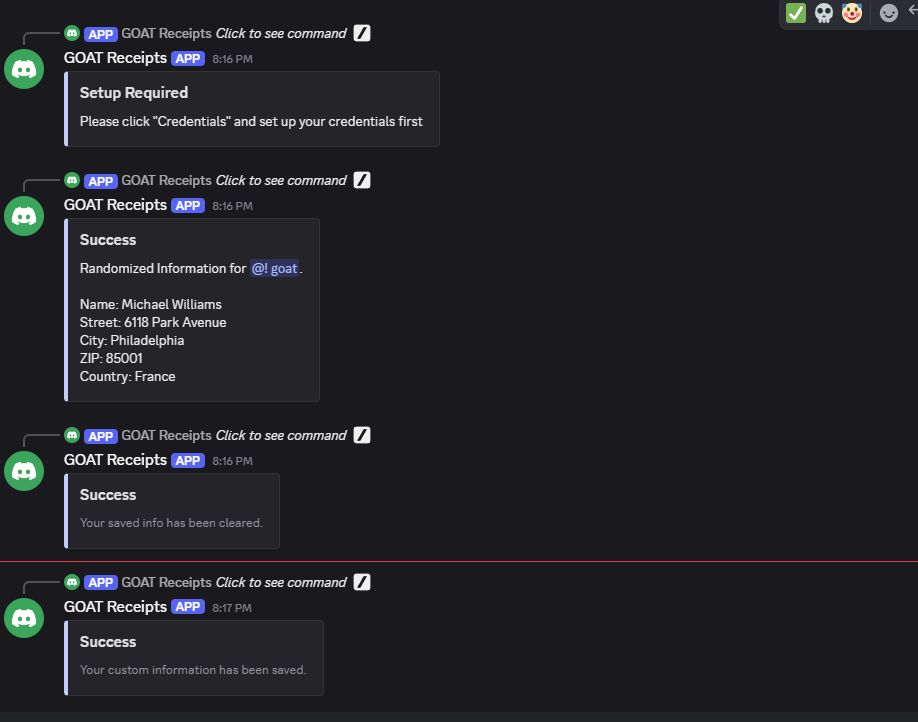 APP GOAT Receipts Click to see command
GOAT Receipts APP 8:16 PM
Setup Required
Please click "Credentials" and set up your credentials first
APP GOAT Receipts Click to see command
GOAT Receipts APP 8:16 PM
Success
Randomized Information for @! goat.
Name: Michael Williams
Street: 6118 Park Avenue
City: Philadelphia
ZIP: 85001
Country: France
APP GOAT Receipts Click to see command
GOAT Receipts APP 8:16 PM
Success
Your saved info has been cleared.
APP GOAT Receipts Click to see command
GOAT Receipts APP 8:17 PM
Success
Your custom information has been saved.